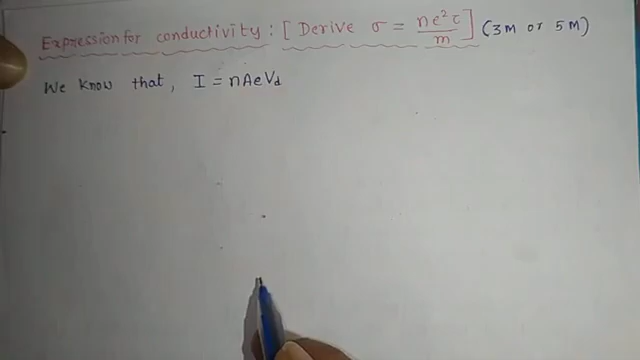 Expression for conductivity : [ Derive σ = ne²τ/m ] (3M or 5M)
We know that, I = nAeVd